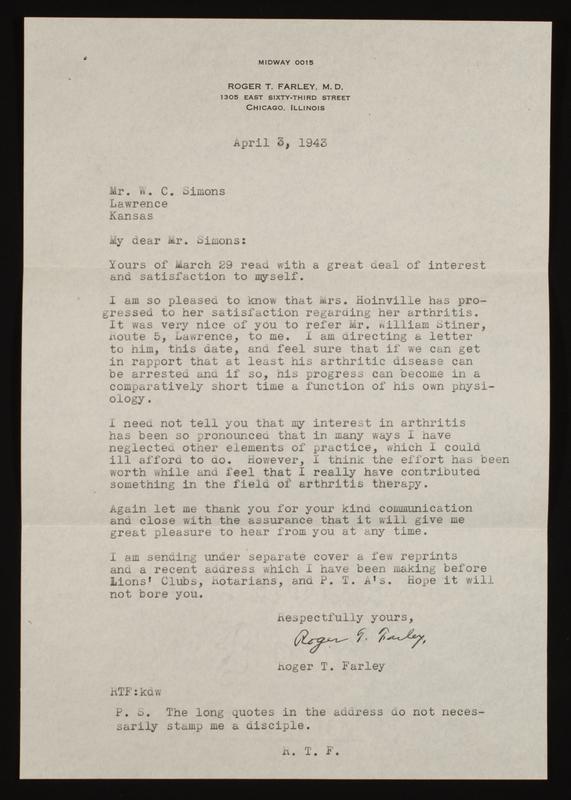 MIDWAY 0015
ROGER T. FARLEY, M. D.
1305 EAST SIXTY-THIRD STREET
CHICAGO, ILLINOIS
April 3, 1943
Mr. W. C. Simons
Lawrence
Kansas
My dear Mr. Simons:
Yours of March 29 read with a great deal of interest
and satisfaction to myself.
I am so pleased to know that Mrs. Hoinville has pro-
gressed to her satisfaction regarding her arthritis.
It was very nice of you to refer Mr. William Stiner,
Route 5, Lawrence, to me. I am directing a letter
to him, this date, and feel sure that if we can get
in rapport that at least his arthritic disease can
be arrested and if so, his progress can become in a
comparatively short time a function of his own physi-
ology.
I need not tell you that my interest in arthritis
has been so pronounced that in many ways I have
neglected other elements of practice, which I could
ill afford to do. However, I think the effort has been
worth while and feel that I really have contributed
something in the field of arthritis therapy.
Again let me thank you for your kind communication
and close with the assurance that it will give me
great pleasure to hear from you at any time.
I am sending under separate cover a few reprints
and a recent address which I have been making before
Lions' Clubs, Rotarians, and P. T. A's. Hope it will
not bore you.
Respectfully yours,
Roger T. Farley,
Roger T. Farley
RTF:kdw
P. S. The long quotes in the address do not neces-
sarily stamp me a disciple.
R. T. F.